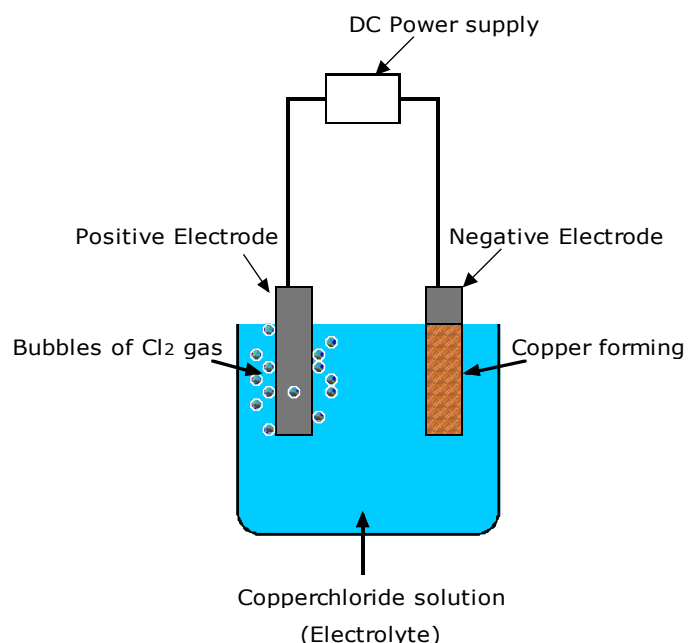 DC Power supply
Positive Electrode
Negative Electrode
Bubbles of Cl2 gas
Copper forming
Copperchloride solution
(Electrolyte)